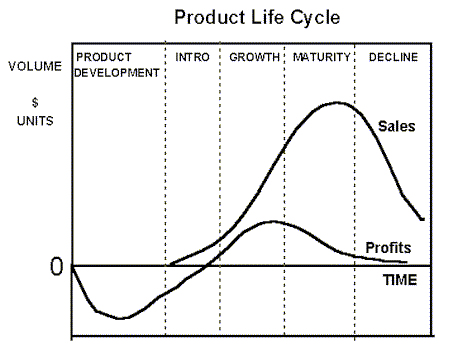 Product Life Cycle
VOLUME
$
UNITS
PRODUCT
DEVELOPMENT
INTRO
GROWTH
MATURITY
DECLINE
Sales
Profits
0
TIME